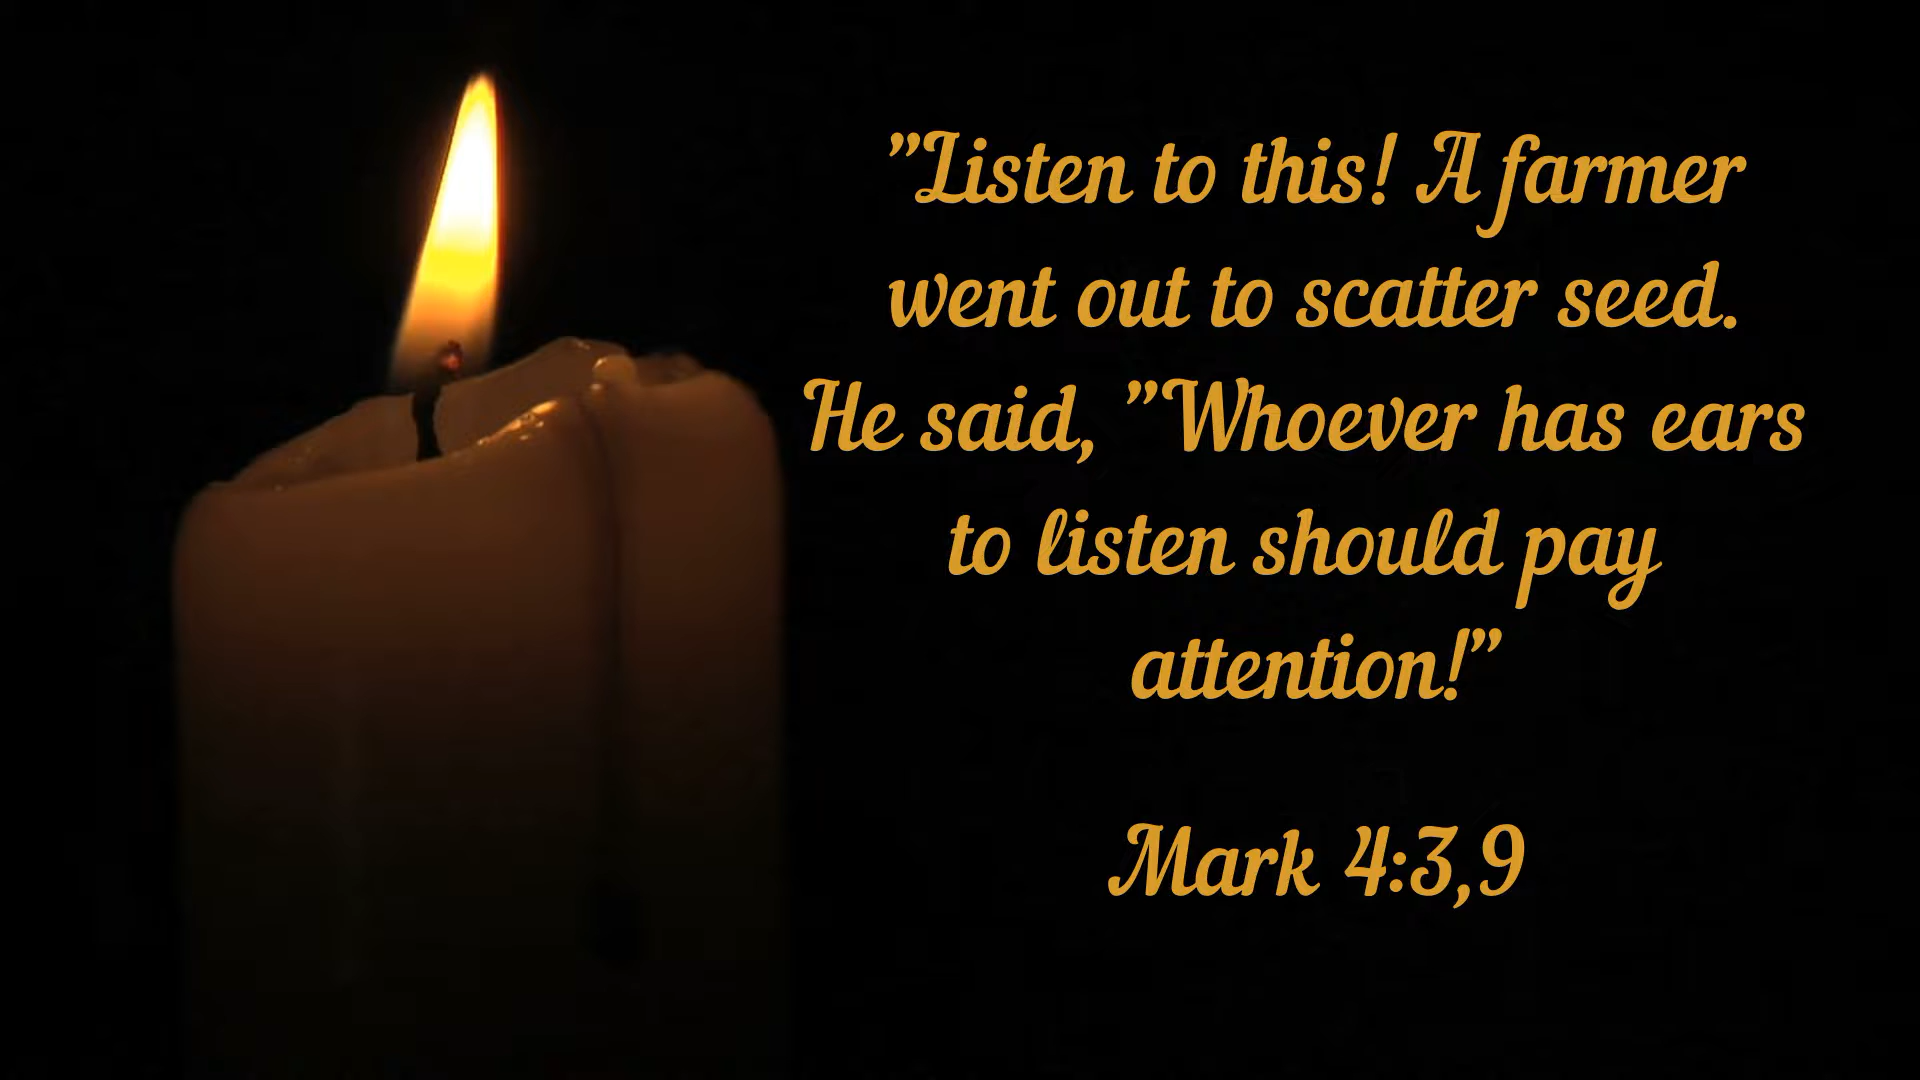 ”Listen to this! A farmer
went out to scatter seed.
He said, ”Whoever has ears
to listen should pay
attention!”
Mark 4:3,9